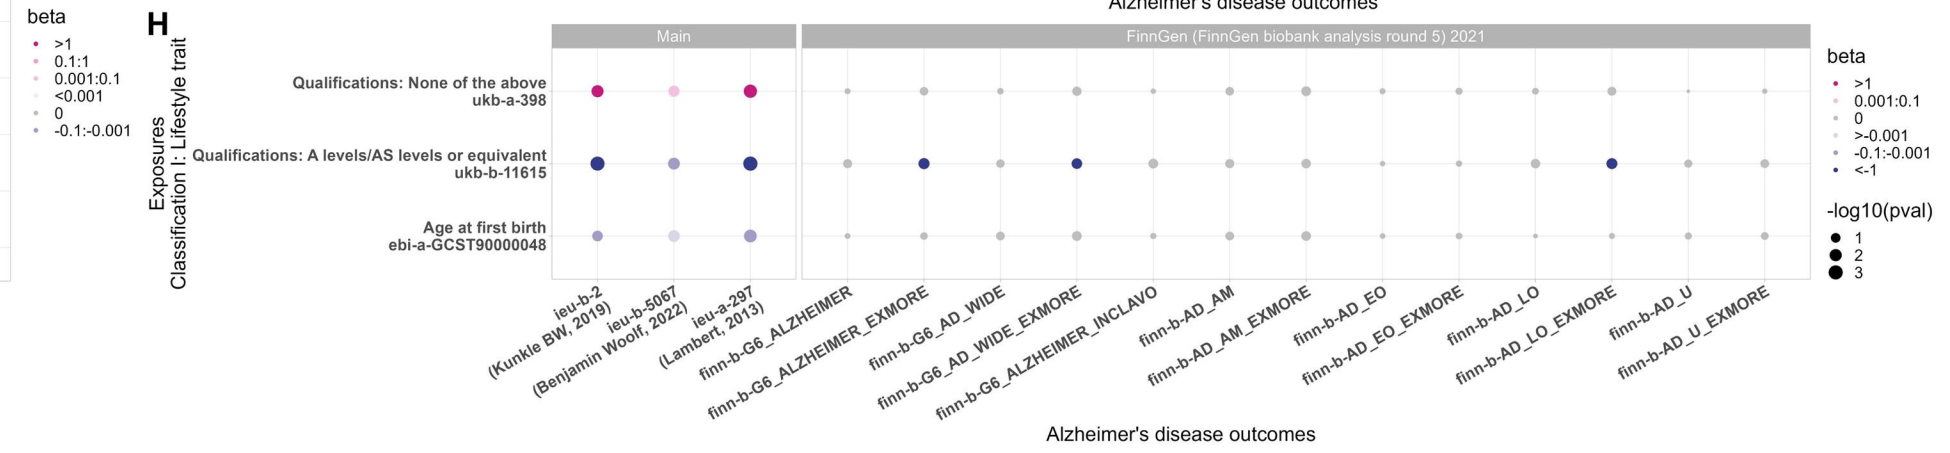 beta
>1
0.1:1
0.001:0.1
<0.001
0
-0.1:-0.001
Alzheimer's disease outcomes
H
Main
FinnGen (FinnGen biobank analysis round 5) 2021
Exposures
Classification I: Lifestyle trait
Qualifications: None of the above
ukb-a-398
Qualifications: A levels/AS levels or equivalent
ukb-b-11615
Age at first birth
ebi-a-GCST90000048
ieu-b-2
(Kunkle BW, 2019)
ieu-b-5067
(Benjamin Woolf, 2022)
ieu-a-297
(Lambert, 2013)
finn-b-G6_ALZHEIMER
finn-b-G6_ALZHEIMER_EXMORE
finn-b-G6_AD_WIDE
finn-b-G6_AD_WIDE_EXMORE
finn-b-G6_ALZHEIMER_INCLAVO
finn-b-AD_AM
finn-b-AD_AM_EXMORE
finn-b-AD_EO
finn-b-AD_EO_EXMORE
finn-b-AD_LO
finn-b-AD_LO_EXMORE
finn-b-AD_U
finn-b-AD_U_EXMORE
Alzheimer's disease outcomes
beta
>1
0.001:0.1
0
>-0.001
-0.1:-0.001
<-1
-log10(pval)
1
2
3